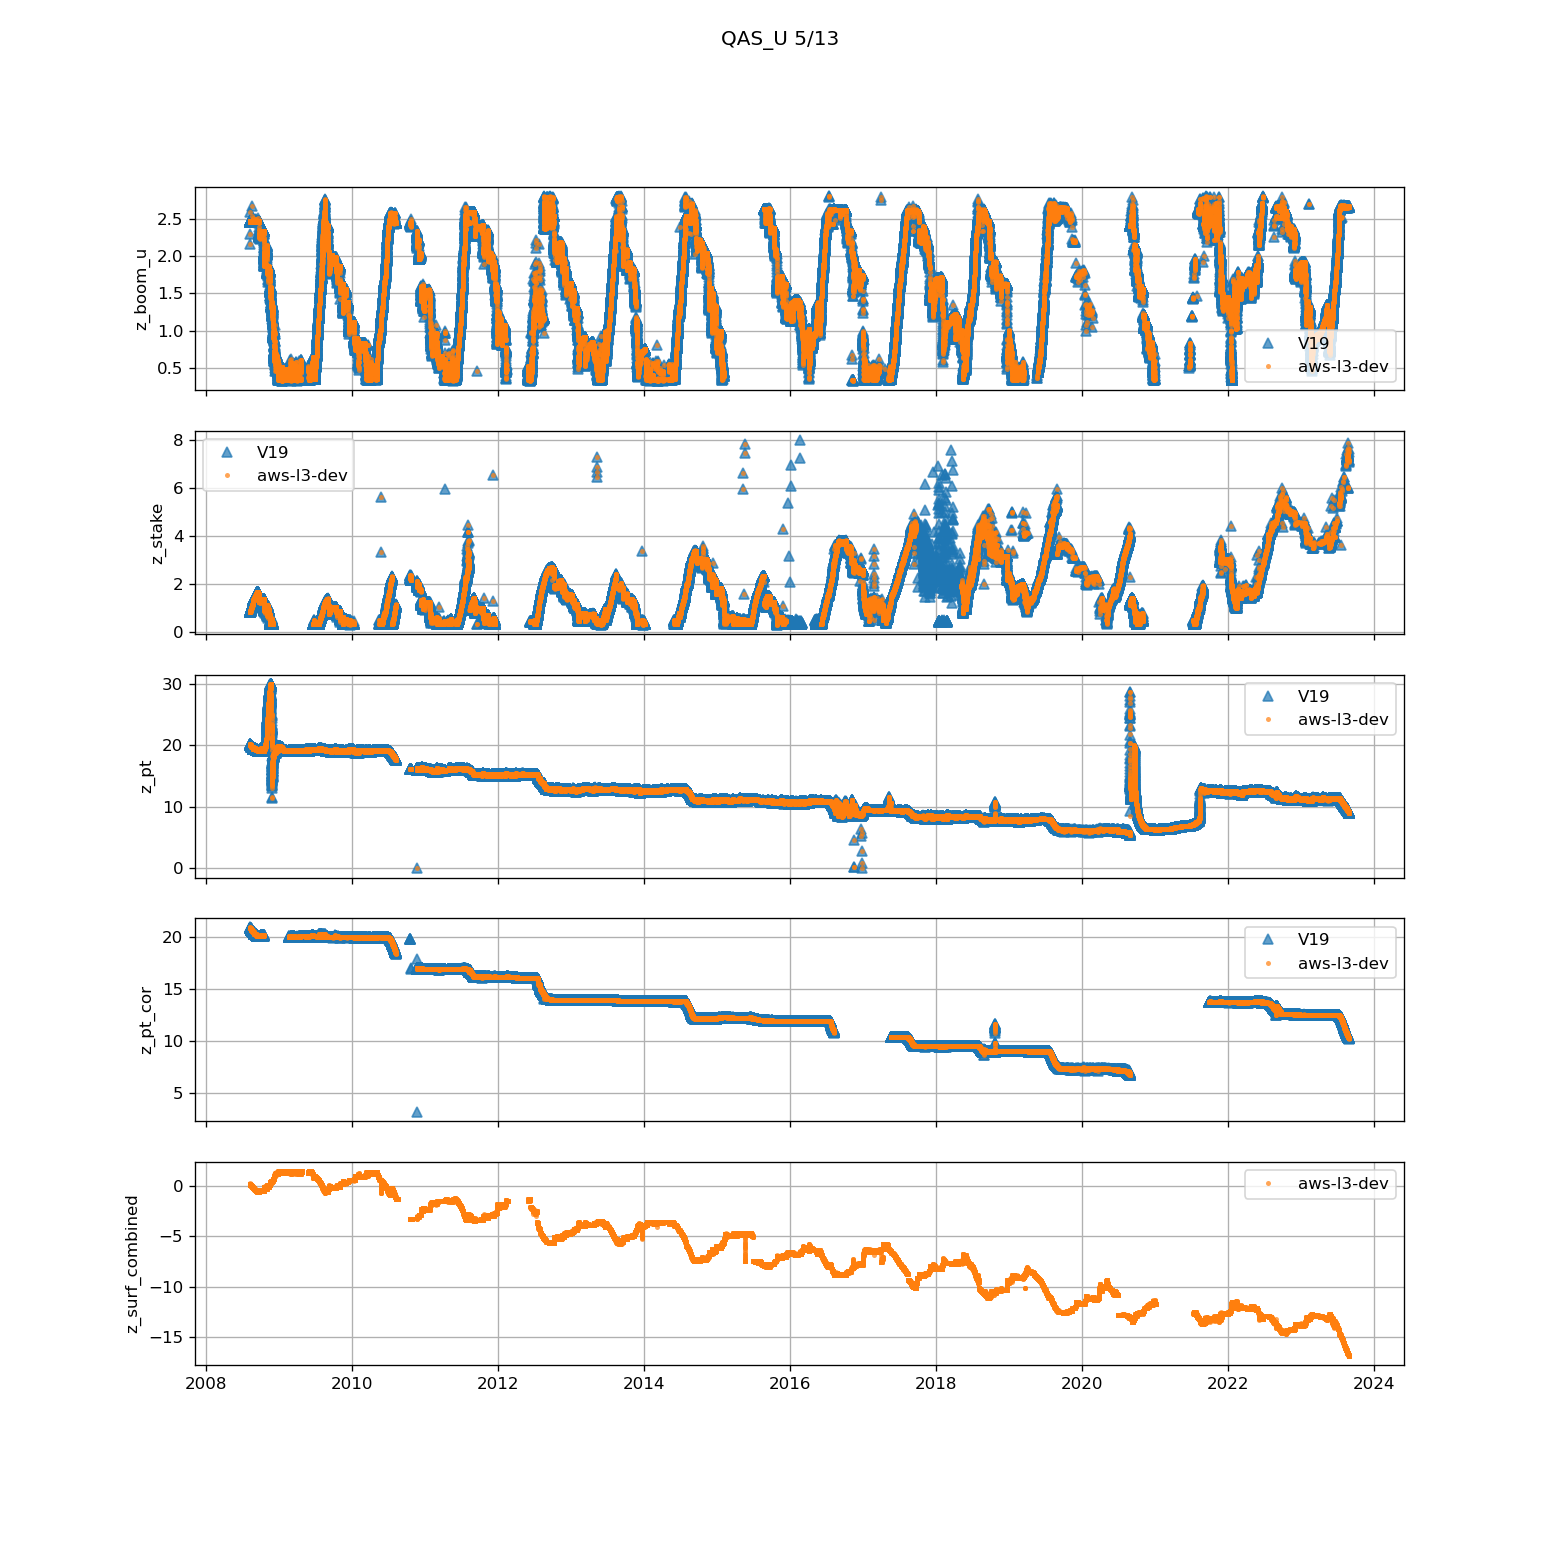 QAS_U 5/13
z_boom_u
2.5
2.0
1.5
1.0
0.5
V19
aws-l3-dev
z_stake
8
6
4
2
0
V19
aws-l3-dev
z_pt
30
20
10
0
V19
aws-l3-dev
z_pt_cor
20
15
10
5
V19
aws-l3-dev
z_surf_combined
0
−5
−10
−15
aws-l3-dev
2008 2010 2012 2014 2016 2018 2020 2022 2024